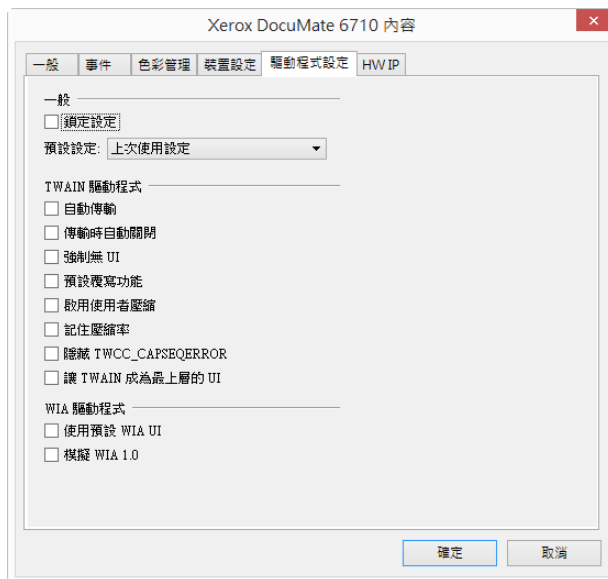 Xerox DocuMate 6710 內容
一般 事件 色彩管理 裝置設定 驅動程式設定 HW IP
一般
鎖定設定
預設設定: 上次使用設定
TWAIN 驅動程式
自動傳輸
傳輸時自動關閉
強制無 UI
預設覆寫功能
啟用使用者壓縮
記住壓縮率
隱藏 TWCC_CAPSEQERROR
讓 TWAIN 成為最上層的 UI
WIA 驅動程式
使用預設 WIA UI
模擬 WIA 1.0
確定 取消